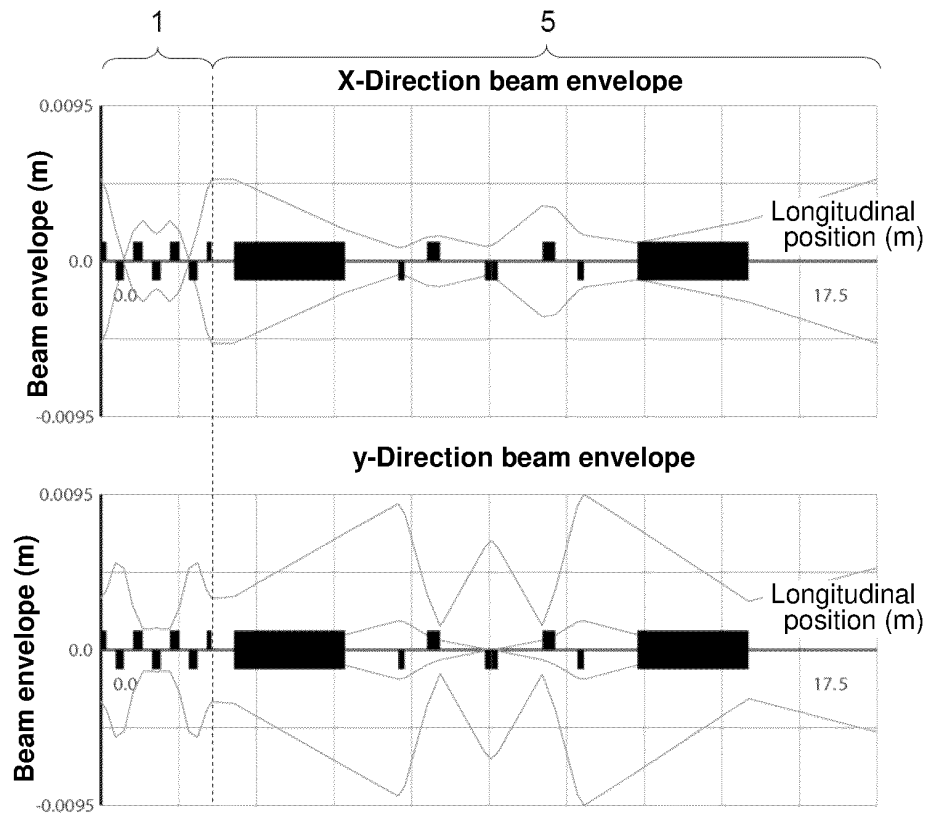 1 5
X-Direction beam envelope
0.0095
Beam envelope (m)
Longitudinal
position (m)
0.0
0.0
17.5
-0.0095
y-Direction beam envelope
0.0095
Beam envelope (m)
Longitudinal
position (m)
0.0
0.0
17.5
-0.0095